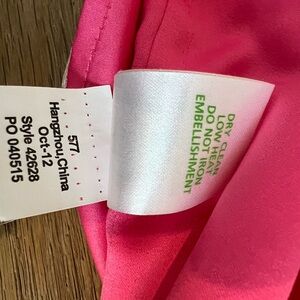 577
Hangzhou,China
Oct-12
Style 42628
PO 040515
DRY CLEAN
LOW HEAT
DO NOT IRON
EMBELLISHMENT